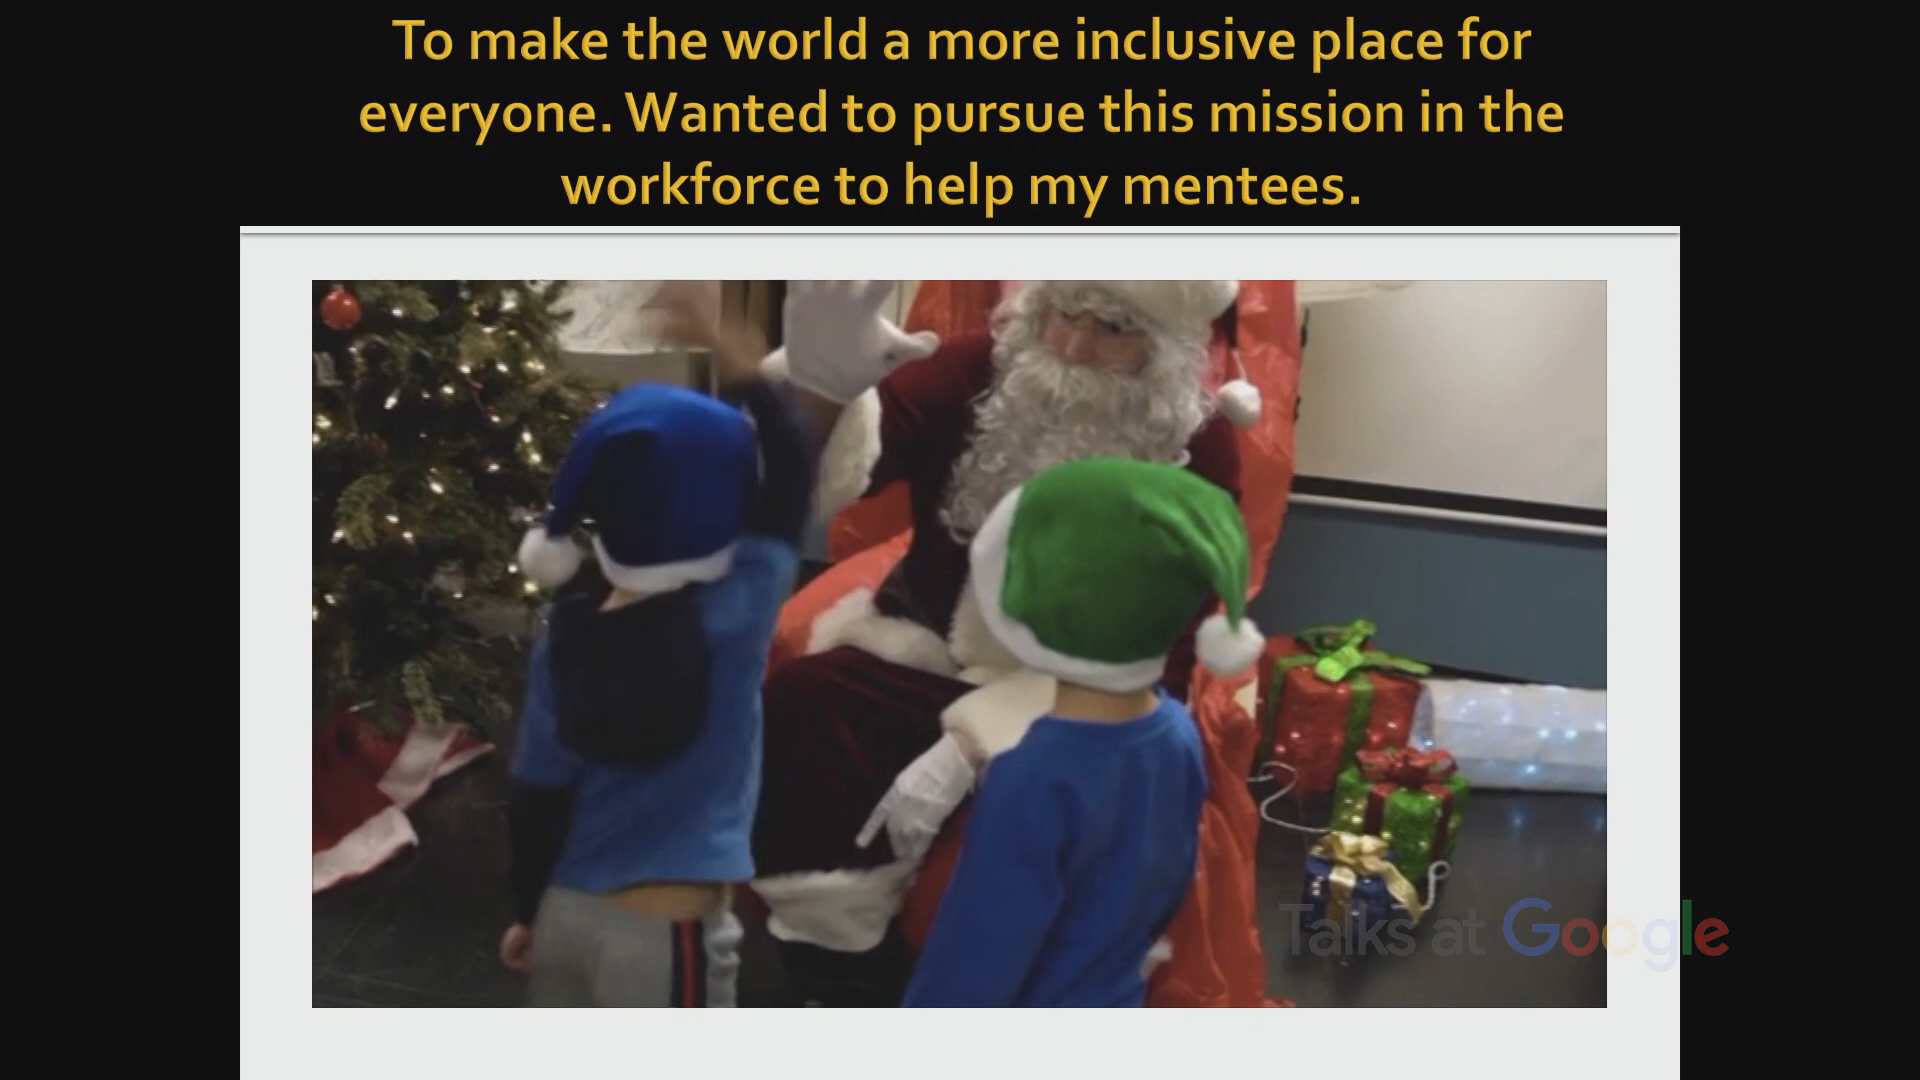 To make the world a more inclusive place for
everyone. Wanted to pursue this mission in the
workforce to help my mentees.
Talks at Google